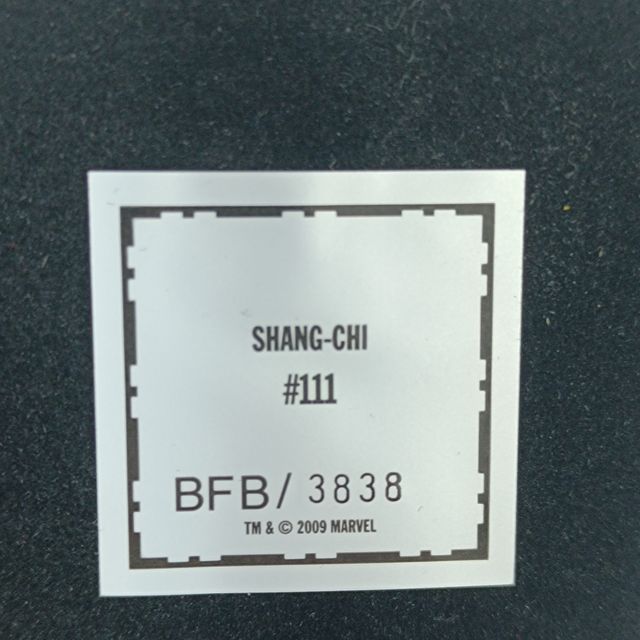 SHANG-CHI
#111
BFB/ 3838
TM & © 2009 MARVEL